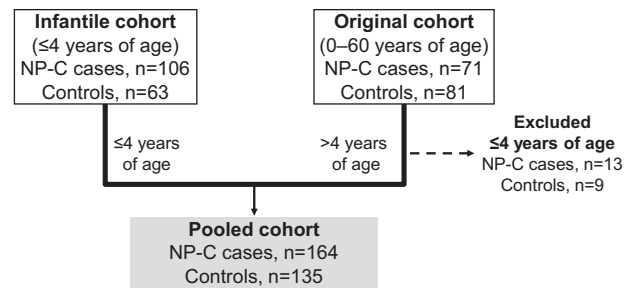 Infantile cohort
(≤4 years of age)
NP-C cases, n=106
Controls, n=63
Original cohort
(0–60 years of age)
NP-C cases, n=71
Controls, n=81
≤4 years
of age
>4 years
of age
Excluded
≤4 years of age
NP-C cases, n=13
Controls, n=9
Pooled cohort
NP-C cases, n=164
Controls, n=135